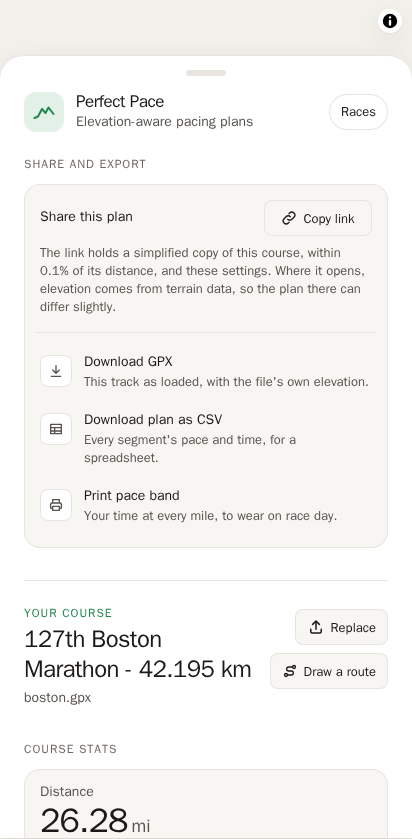 Perfect Pace
Elevation-aware pacing plans
Races
SHARE AND EXPORT
Share this plan
Copy link
The link holds a simplified copy of this course, within
0.1% of its distance, and these settings. Where it opens,
elevation comes from terrain data, so the plan there can
differ slightly.
Download GPX
This track as loaded, with the file's own elevation.
Download plan as CSV
Every segment's pace and time, for a
spreadsheet.
Print pace band
Your time at every mile, to wear on race day.
YOUR COURSE
127th Boston
Marathon - 42.195 km
boston.gpx
Replace
Draw a route
COURSE STATS
Distance
26.28 mi